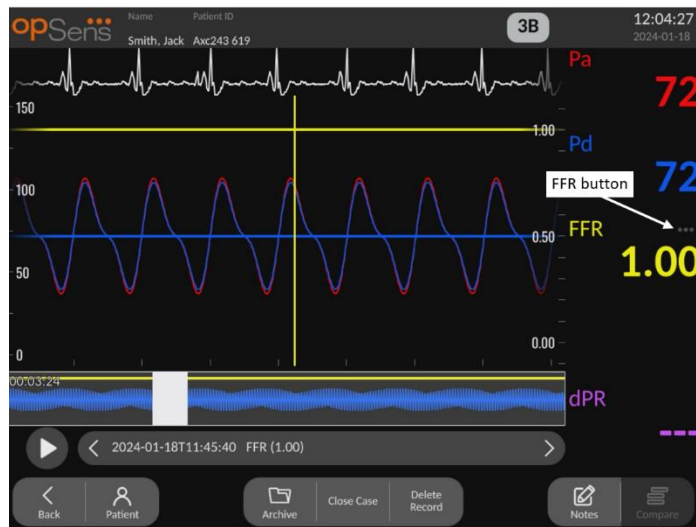 opSens
Name Patient ID
Smith, Jack Axc243 619
3B
12:04:27
2024-01-18
Pa
72
150
1.00
Pd
72
100
FFR button
0.50
FFR
...
1.00
50
0.00
0
00:03:24
dPR
---
2024-01-18T11:45:40 FFR (1.00)
Back
Patient
Archive
Close Case
Delete
Record
Notes
Compare